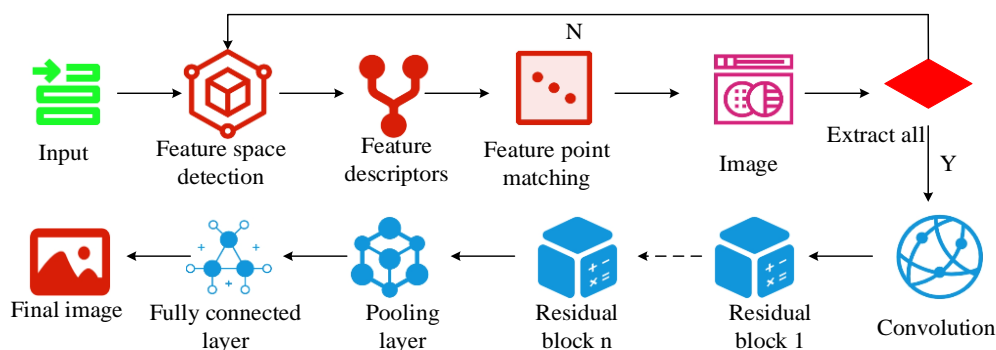 N
Input
Feature space
detection
Feature
descriptors
Feature point
matching
Image
Extract all
Y
Final image
Fully connected
layer
Pooling
layer
Residual
block n
Residual
block 1
Convolution